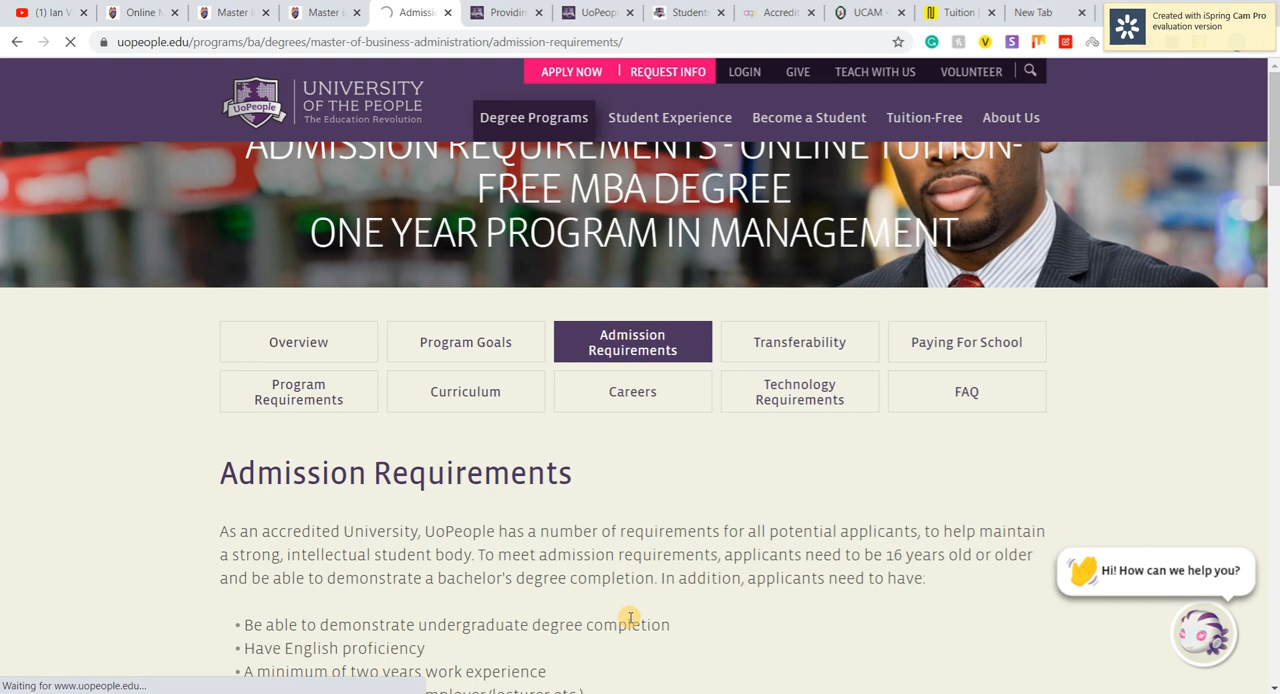 (1) Ian V
Online M
Master i
Master i
Admissi
Providin
UoPeopl
Students
Accredit
UCAM -
Tuition |
New Tab
Created with iSpring Cam Pro
evaluation version
uopeople.edu/programs/ba/degrees/master-of-business-administration/admission-requirements/
APPLY NOW | REQUEST INFO LOGIN GIVE TEACH WITH US VOLUNTEER
UoPeople
UNIVERSITY
OF THE PEOPLE
The Education Revolution
Degree Programs Student Experience Become a Student Tuition-Free About Us
ADMISSION REQUIREMENTS - ONLINE TUITION-
FREE MBA DEGREE
ONE YEAR PROGRAM IN MANAGEMENT
Overview
Program Goals
Admission
Requirements
Transferability
Paying For School
Program
Requirements
Curriculum
Careers
Technology
Requirements
FAQ
Admission Requirements
As an accredited University, UoPeople has a number of requirements for all potential applicants, to help maintain
a strong, intellectual student body. To meet admission requirements, applicants need to be 16 years old or older
and be able to demonstrate a bachelor's degree completion. In addition, applicants need to have:
• Be able to demonstrate undergraduate degree completion
• Have English proficiency
• A minimum of two years work experience
employer(lecturer etc.)
Hi! How can we help you?
Waiting for www.uopeople.edu...